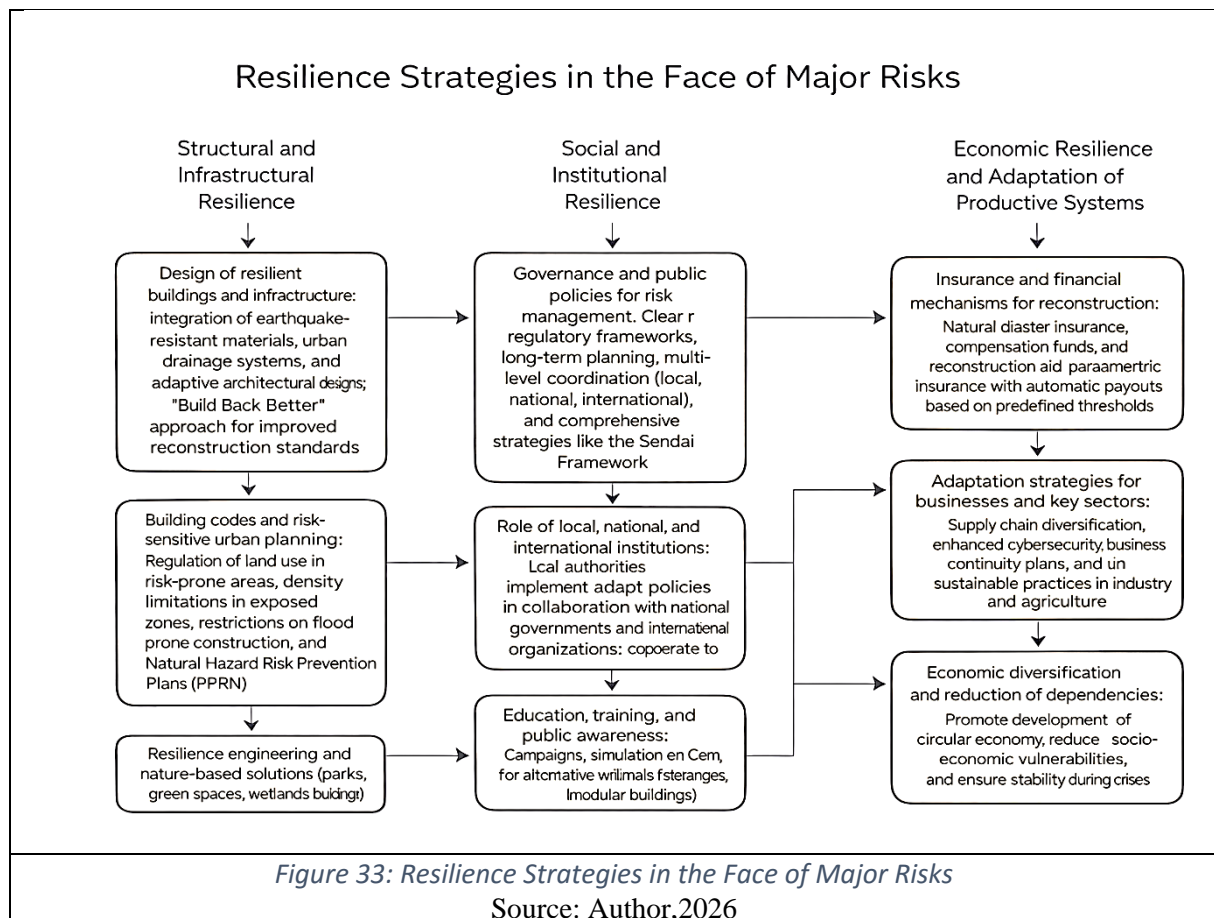 Resilience Strategies in the Face of Major Risks
Structural and
Infrastructural
Resilience
Design of resilient
buildings and infrarctructure:
integration of earthquake-
resistant materials, urban
drainage systems, and
adaptive architectural designs;
"Build Back Better"
approach for improved
reconstruction standards
Building codes and risk-
sensitive urban planning:
Regulation of land use in
risk-prone areas, density
limitations in exposed
zones, restrictions on flood
prone construction, and
Natural Hazard Risk Prevention
Plans (PPRN)
Resilience engineering and
nature-based solutions (parks,
green spaces, wetlands
Social and
Institutional
Resilience
Governance and public
policies for risk
management. Clear r
regulatory frameworks,
long-term planning, multi-
level coordination (local,
national, international),
and comprehensive
strategies like the Sendai
Framework
Role of local, national, and
international institutions:
Lcal authorities
implement adapt policies
in collaboration with national
governments and international
organizations: copoerate to
Education, training, and
public awareness:
Campaigns, simulation en Cem,
for
lmodular buildings)
Economic Resilience
and Adaptation of
Productive Systems
Insurance and financial
mechanisms for reconstruction:
Natural disaster insurance,
compensation funds, and
reconstruction aid paraametric
insurance with automatic payouts
based on predefined thresholds
Adaptation strategies for
businesses and key sectors:
Supply chain diversification,
enhanced cybersecurity, business
continuity plans, and un
sustainable practices in industry
and agriculture
Economic diversification
and reduction of dependencies:
Promote development of
circular economy, reduce socio-
economic vulnerabilities,
and ensure stability during crises
Figure 33: Resilience Strategies in the Face of Major Risks
Source: Author,2026